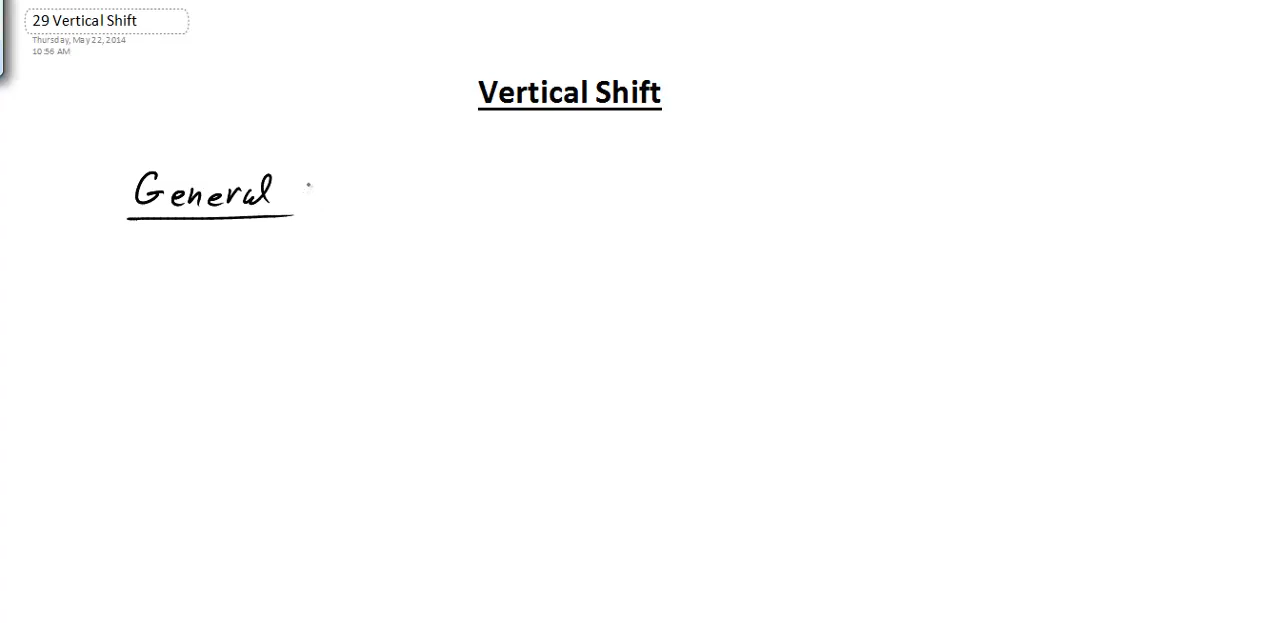 29 Vertical Shift
Thursday, May 22, 2014
10:56 AM
Vertical Shift
General